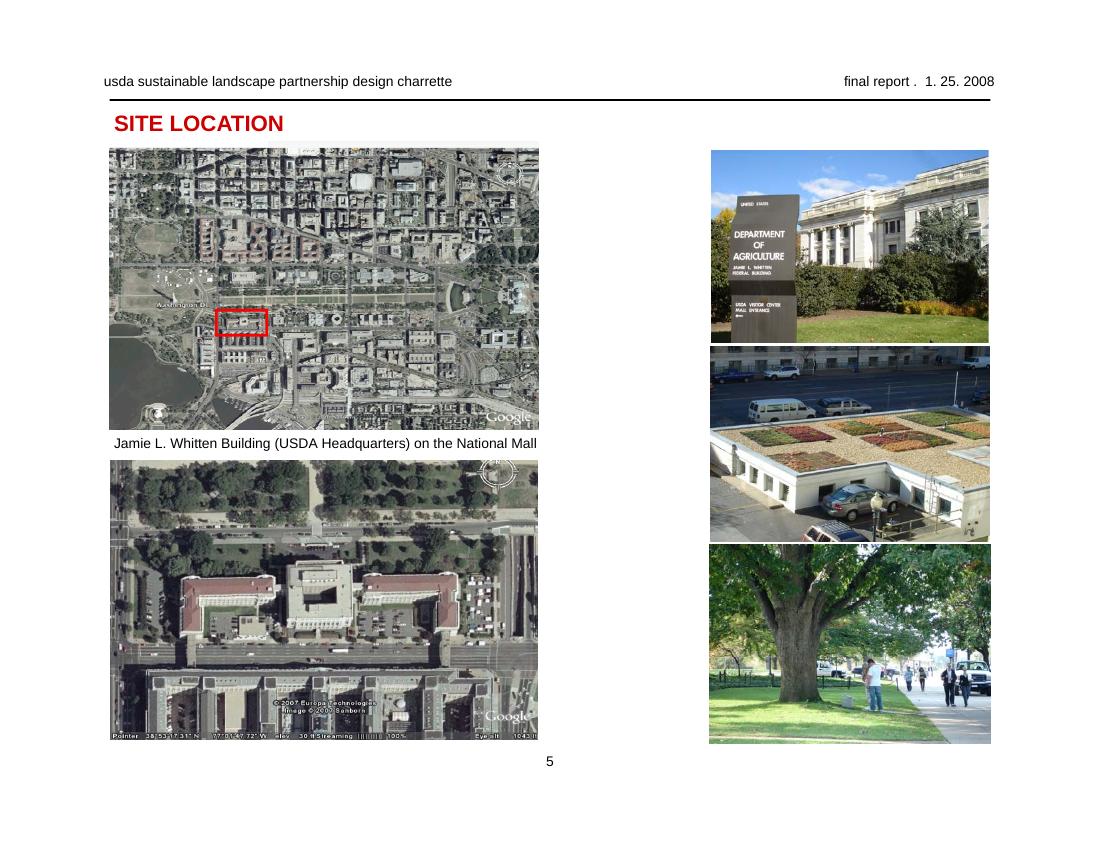 usda sustainable landscape partnership design charrette
final report . 1. 25. 2008
SITE LOCATION
Washington Dc
Google
Jamie L. Whitten Building (USDA Headquarters) on the National Mall
© 2007 Europa Technologies
Image © 2007 Sanborn
Google
Pointer 38°53'17.31" N 77°01'47.72" W elev 30 ft Streaming |||||||||| 100% Eye alt 1043 ft
UNITED STATES
DEPARTMENT
OF
AGRICULTURE
JAMIE L. WHITTEN
FEDERAL BUILDING
USDA VISITOR CENTER
MALL ENTRANCE
5